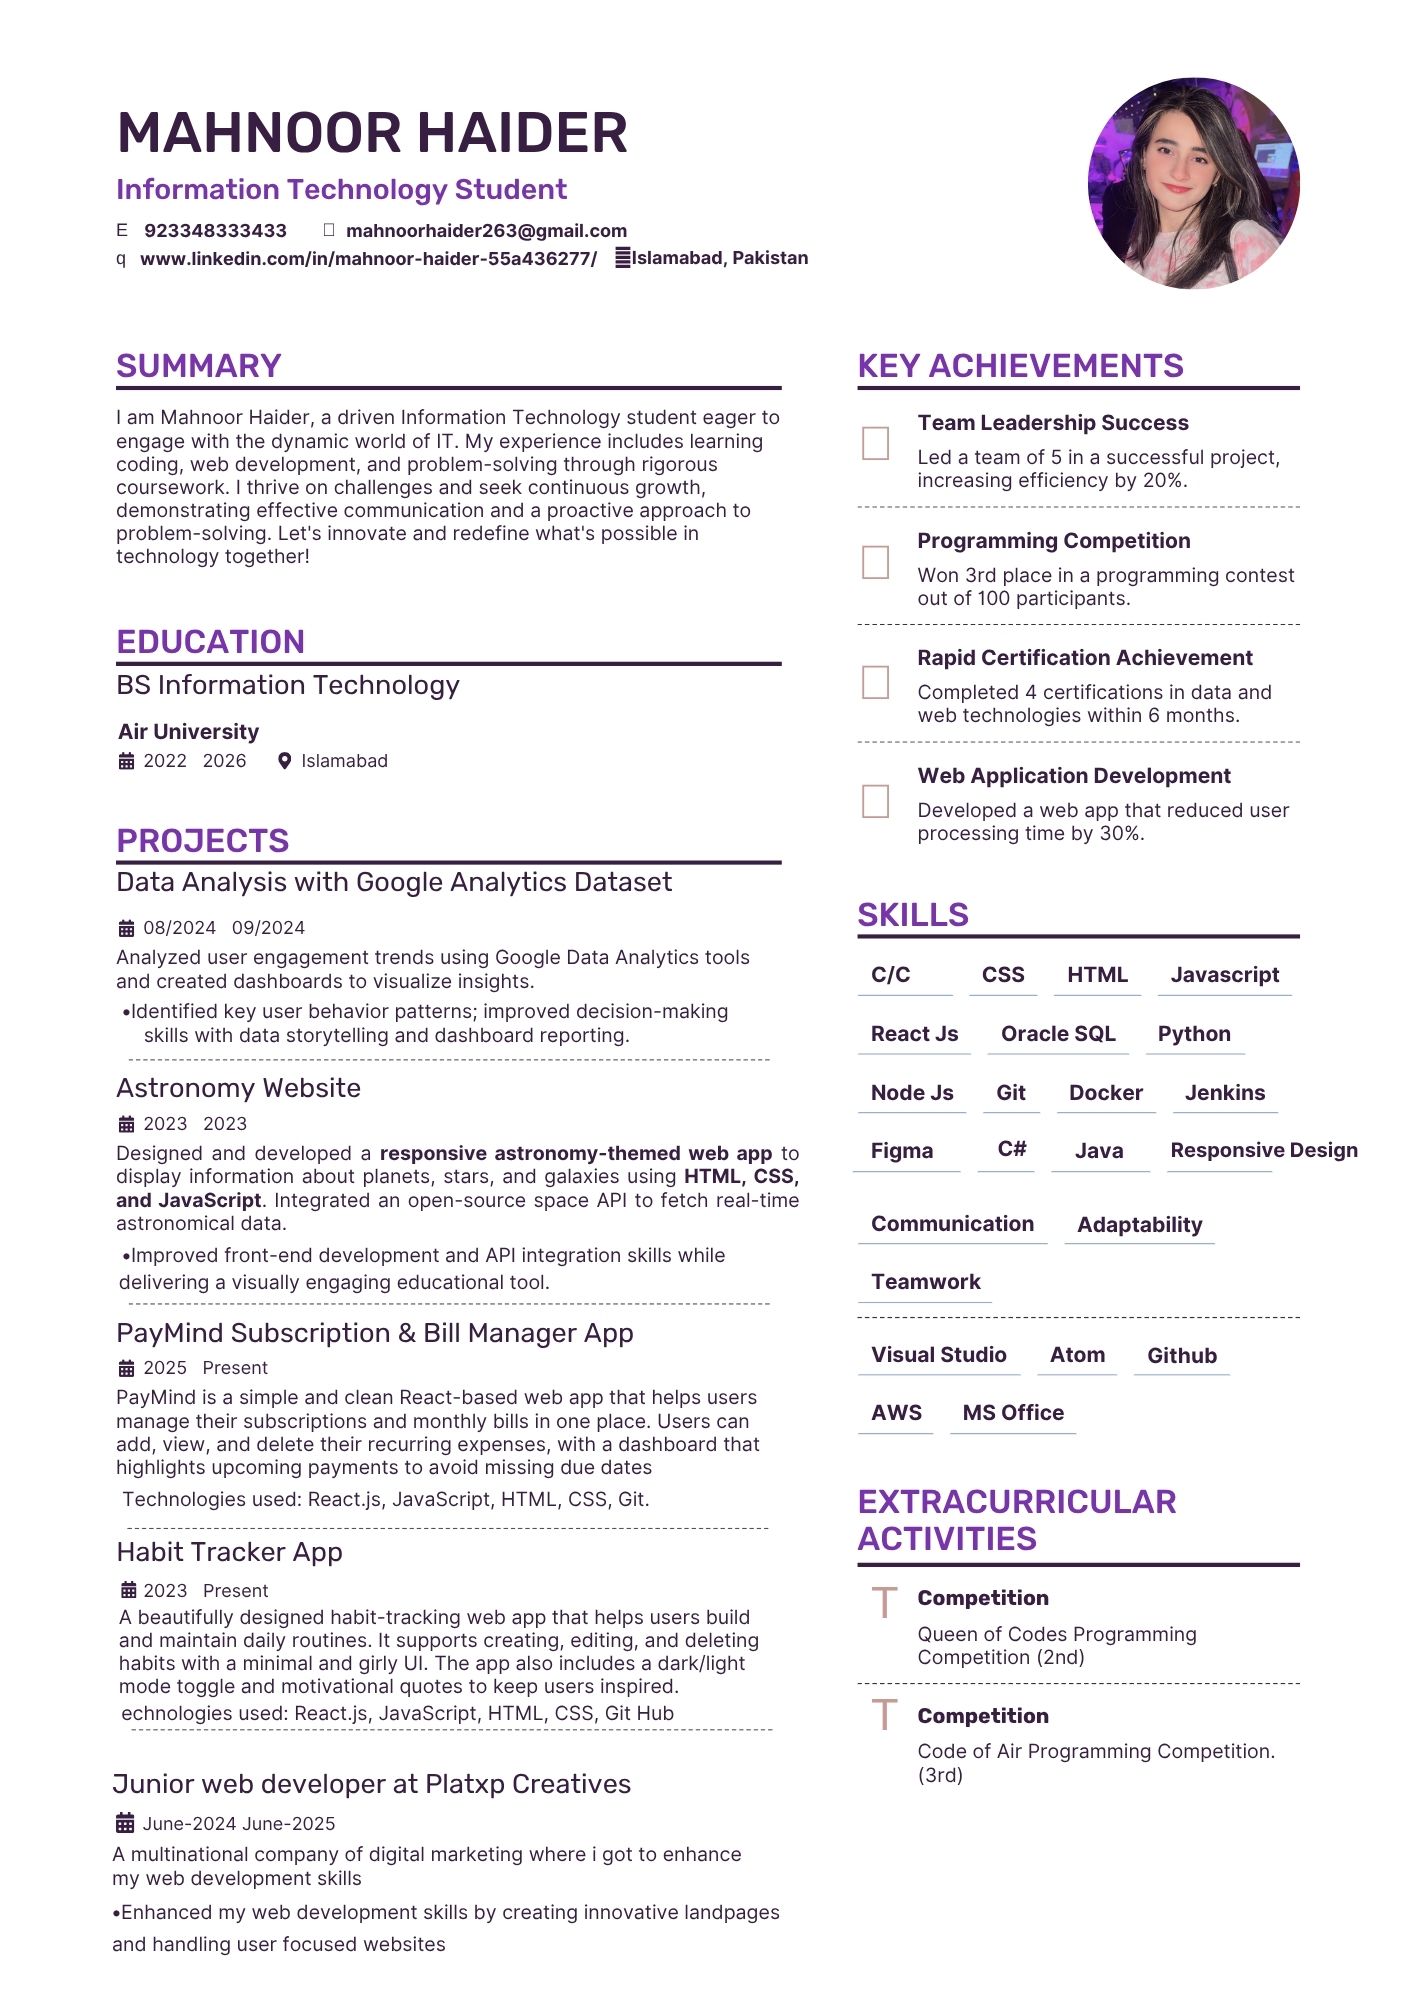 MAHNOOR HAIDER
Information Technology Student
E 923348333433 mahnoorhaider263@gmail.com
q www.linkedin.com/in/mahnoor-haider-55a436277/ Islamabad, Pakistan
SUMMARY
I am Mahnoor Haider, a driven Information Technology student eager to
engage with the dynamic world of IT. My experience includes learning
coding, web development, and problem-solving through rigorous
coursework. I thrive on challenges and seek continuous growth,
demonstrating effective communication and a proactive approach to
problem-solving. Let's innovate and redefine what's possible in
technology together!
EDUCATION
BS Information Technology
Air University
2022 2026 Islamabad
PROJECTS
Data Analysis with Google Analytics Dataset
08/2024 09/2024
Analyzed user engagement trends using Google Data Analytics tools
and created dashboards to visualize insights.
•Identified key user behavior patterns; improved decision-making
skills with data storytelling and dashboard reporting.
Astronomy Website
2023 2023
Designed and developed a responsive astronomy-themed web app to
display information about planets, stars, and galaxies using HTML, CSS,
and JavaScript. Integrated an open-source space API to fetch real-time
astronomical data.
•Improved front-end development and API integration skills while
delivering a visually engaging educational tool.
PayMind Subscription & Bill Manager App
2025 Present
PayMind is a simple and clean React-based web app that helps users
manage their subscriptions and monthly bills in one place. Users can
add, view, and delete their recurring expenses, with a dashboard that
highlights upcoming payments to avoid missing due dates
Technologies used: React.js, JavaScript, HTML, CSS, Git.
Habit Tracker App
2023 Present
A beautifully designed habit-tracking web app that helps users build
and maintain daily routines. It supports creating, editing, and deleting
habits with a minimal and girly UI. The app also includes a dark/light
mode toggle and motivational quotes to keep users inspired.
echnologies used: React.js, JavaScript, HTML, CSS, Git Hub
Junior web developer at Platxp Creatives
June-2024 June-2025
A multinational company of digital marketing where i got to enhance
my web development skills
•Enhanced my web development skills by creating innovative landpages
and handling user focused websites
KEY ACHIEVEMENTS
Team Leadership Success
Led a team of 5 in a successful project,
increasing efficiency by 20%.
Programming Competition
Won 3rd place in a programming contest
out of 100 participants.
Rapid Certification Achievement
Completed 4 certifications in data and
web technologies within 6 months.
Web Application Development
Developed a web app that reduced user
processing time by 30%.
SKILLS
C/C CSS HTML Javascript
React Js Oracle SQL Python
Node Js Git Docker Jenkins
Figma C# Java Responsive Design
Communication Adaptability
Teamwork
Visual Studio Atom Github
AWS MS Office
EXTRACURRICULAR
ACTIVITIES
T Competition
Queen of Codes Programming
Competition (2nd)
T Competition
Code of Air Programming Competition.
(3rd)